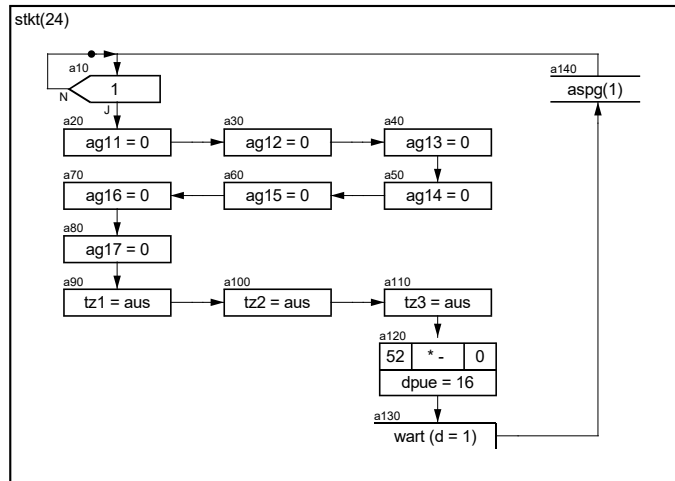 stkt(24)
a10
1
N
J
a140
aspg(1)
a20
ag11 = 0
a30
ag12 = 0
a40
ag13 = 0
a70
ag16 = 0
a60
ag15 = 0
a50
ag14 = 0
a80
ag17 = 0
a90
tz1 = aus
a100
tz2 = aus
a110
tz3 = aus
a120
52 * - 0
dpue = 16
a130
wart (d = 1)